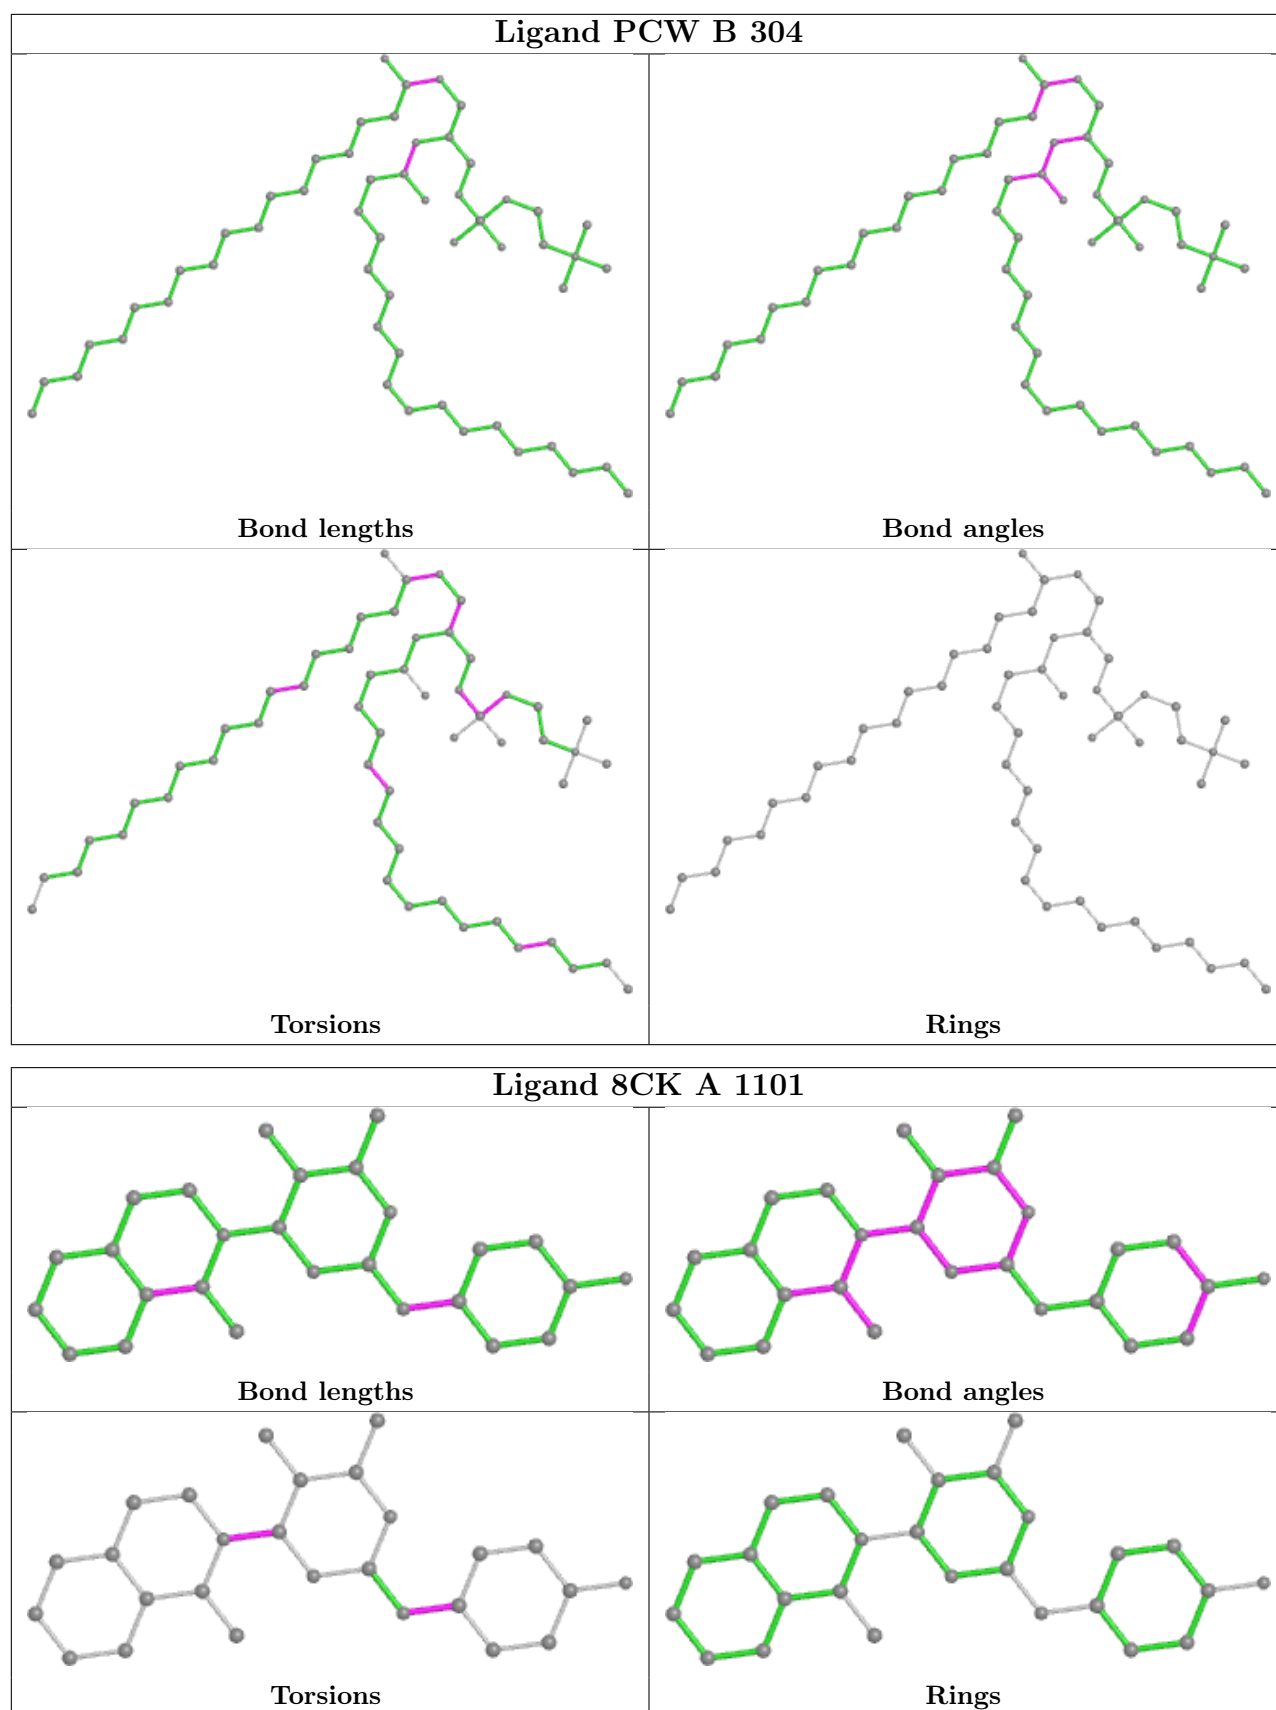 Ligand PCW B 304
Bond lengths
Bond angles
Torsions
Rings
Ligand 8CK A 1101
Bond lengths
Bond angles
Torsions
Rings